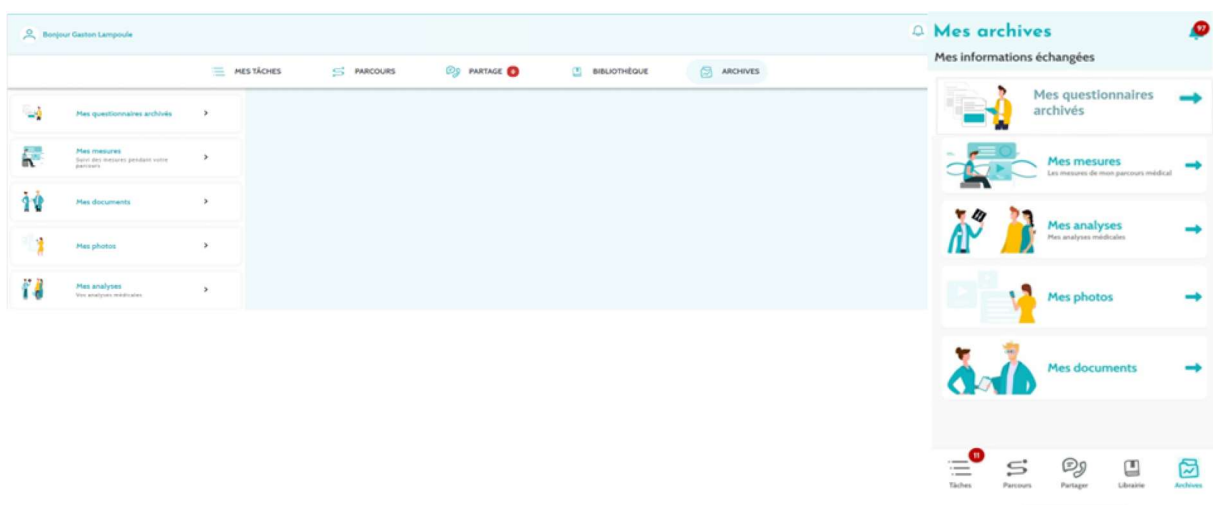 Bonjour Gaston Lampoule
MES TÂCHES
PARCOURS
PARTAGE
BIBLIOTHÈQUE
ARCHIVES
Mes questionnaires archivés
Mes mesures
Suivi des mesures pendant votre
parcours
Mes documents
Mes photos
Mes analyses
Vos analyses médicales
Mes archives
97
Mes informations échangées
Mes questionnaires
archivés
Mes mesures
Les mesures de mon parcours médical
Mes analyses
Mes analyses médicales
Mes photos
Mes documents
11
Tâches
Parcours
Partager
Librairie
Archives